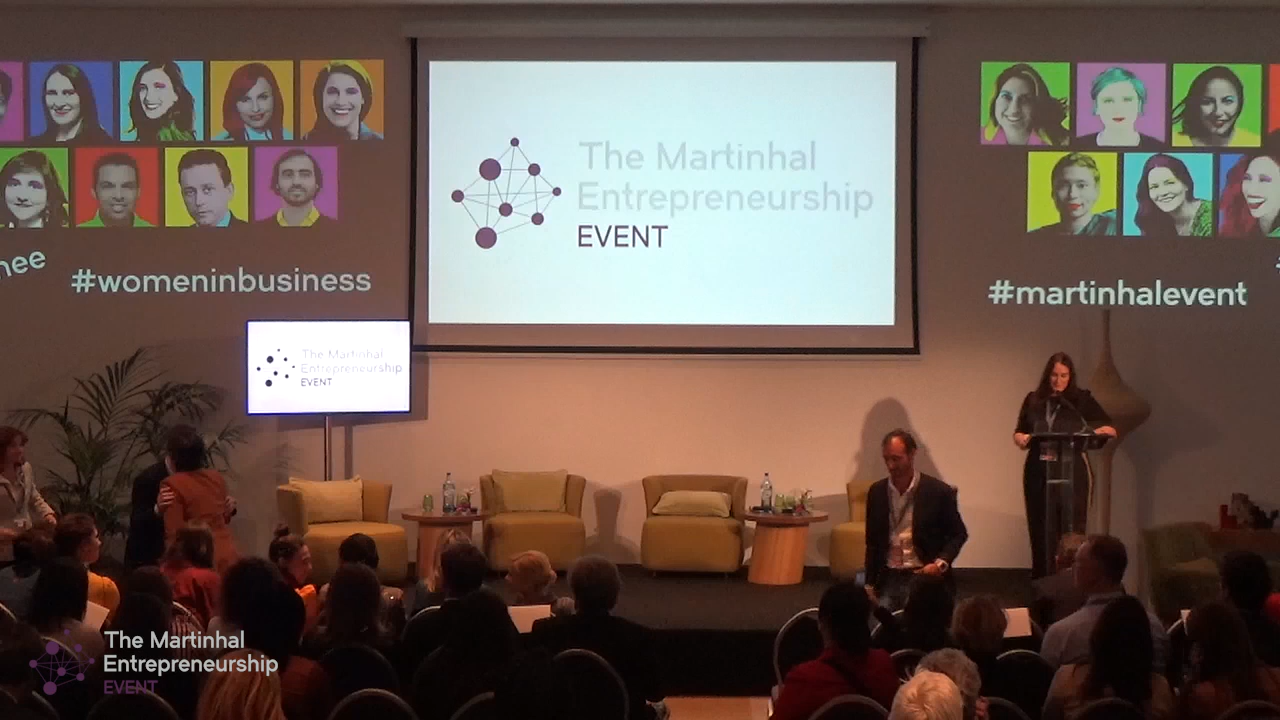 The Martinhal
Entrepreneurship
EVENT
#womeninbusiness
#martinhalevent
The Martinhal
Entrepreneurship
EVENT
The Martinhal
Entrepreneurship
EVENT